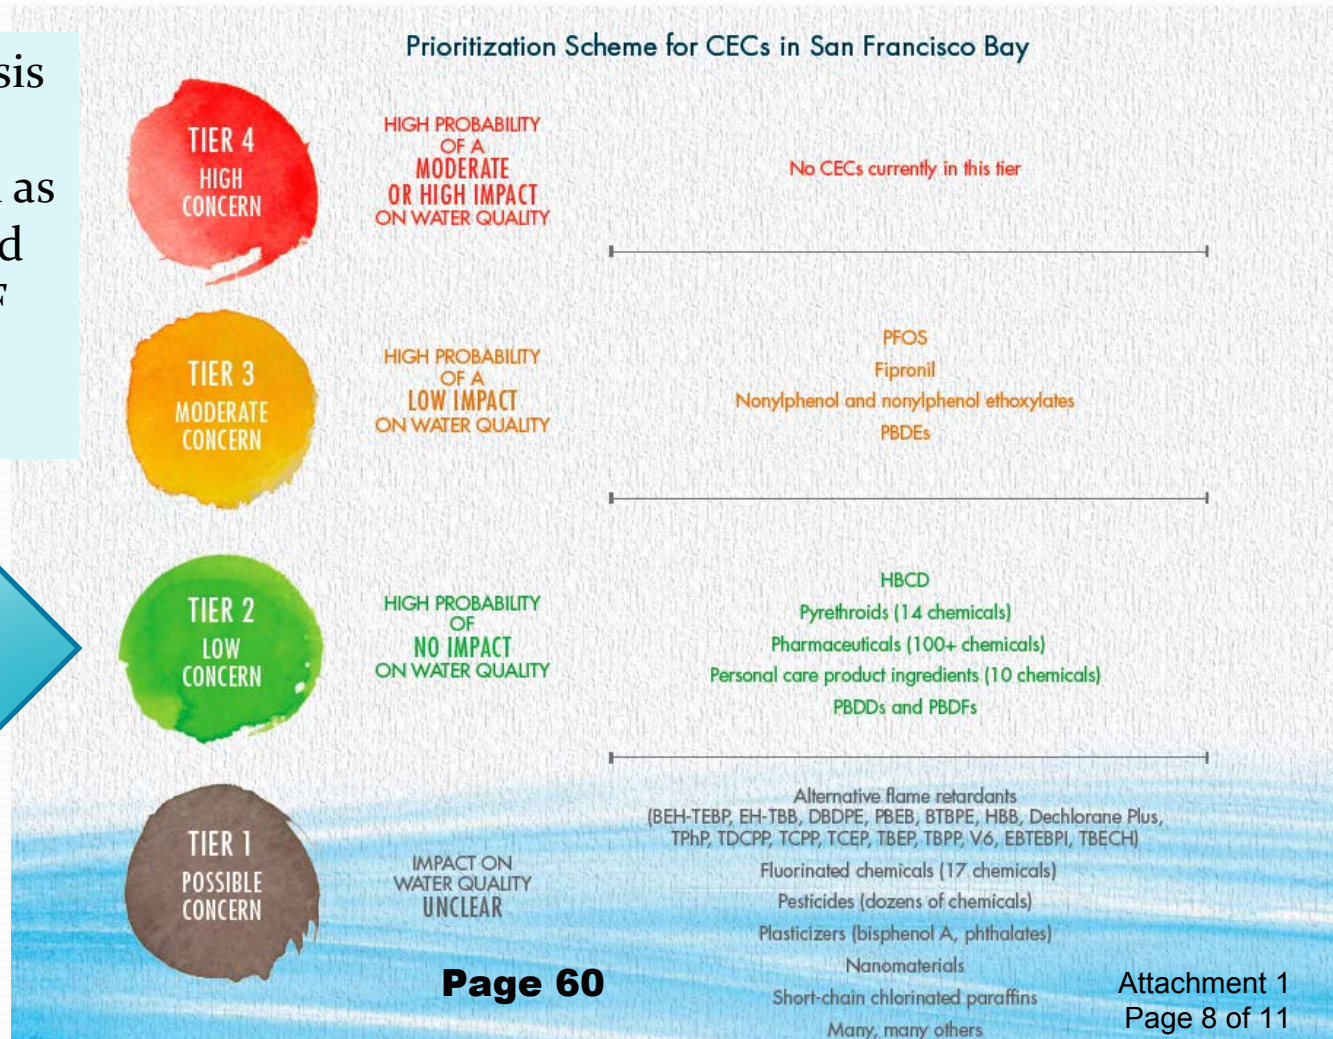 sis
as
d
F
Prioritization Scheme for CECs in San Francisco Bay
TIER 4
HIGH
CONCERN
HIGH PROBABILITY
OF A
MODERATE
OR HIGH IMPACT
ON WATER QUALITY
No CECs currently in this tier
TIER 3
MODERATE
CONCERN
HIGH PROBABILITY
OF A
LOW IMPACT
ON WATER QUALITY
PFOS
Fipronil
Nonylphenol and nonylphenol ethoxylates
PBDEs
TIER 2
LOW
CONCERN
HIGH PROBABILITY
OF
NO IMPACT
ON WATER QUALITY
HBCD
Pyrethroids (14 chemicals)
Pharmaceuticals (100+ chemicals)
Personal care product ingredients (10 chemicals)
PBDDs and PBDFs
TIER 1
POSSIBLE
CONCERN
IMPACT ON
WATER QUALITY
UNCLEAR
Alternative flame retardants
(BEH-TEBP, EH-TBB, DBDPE, PBEB, BTBPE, HBB, Dechlorane Plus,
TPhP, TDCPP, TCPP, TCEP, TBEP, TBPP, V6, EBTEBPI, TBECH)
Fluorinated chemicals (17 chemicals)
Pesticides (dozens of chemicals)
Plasticizers (bisphenol A, phthalates)
Nanomaterials
Short-chain chlorinated paraffins
Many, many others
Page 60
Attachment 1
Page 8 of 11